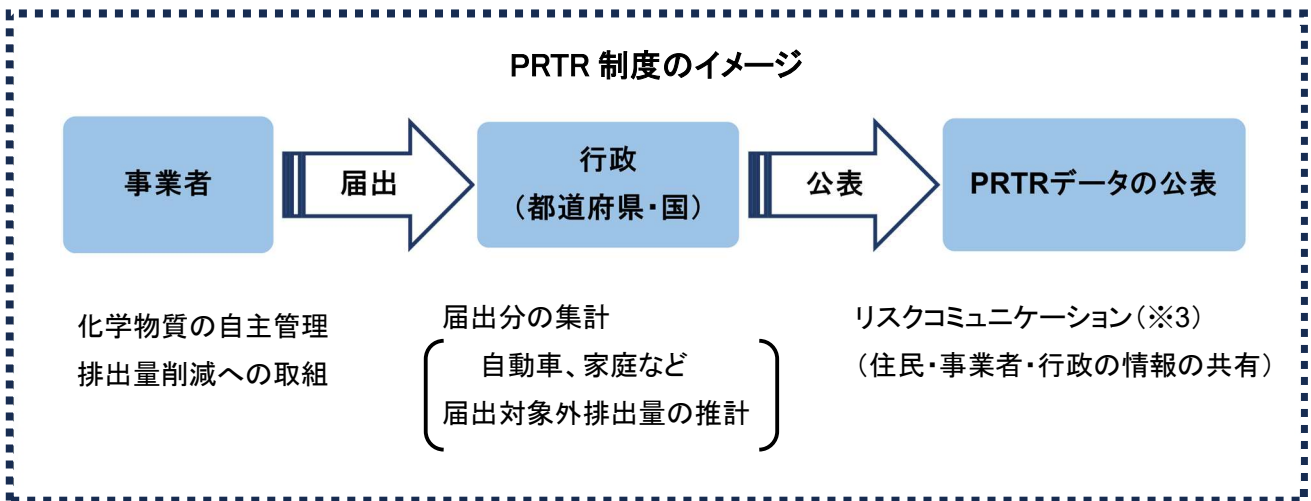 PRTR 制度のイメージ
事業者
届出
行政
（都道府県・国）
公表
PRTRデータの公表
化学物質の自主管理
排出量削減への取組
届出分の集計
自動車、家庭など
届出対象外排出量の推計
リスクコミュニケーション（※3）
（住民・事業者・行政の情報の共有）